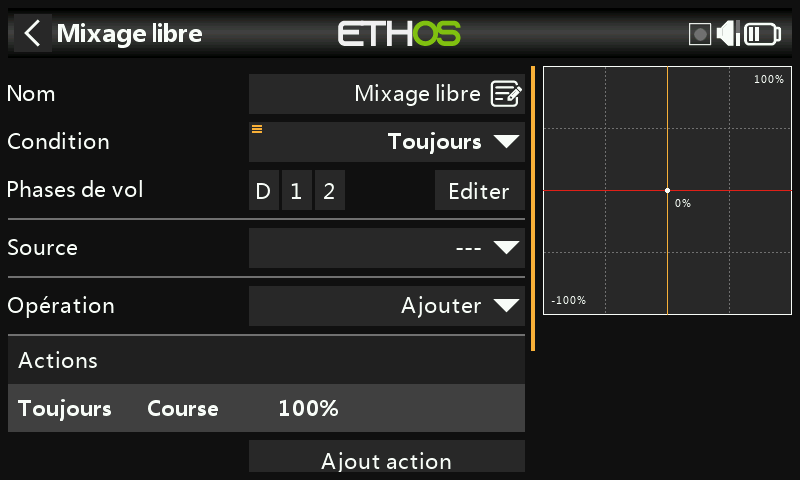 Mixage libre
ETHOS
Nom
Mixage libre
Condition
Toujours
Phases de vol
D 1 2
Editer
Source
---
Opération
Ajouter
Actions
Toujours Course 100%
Ajout action
100%
0%
-100%